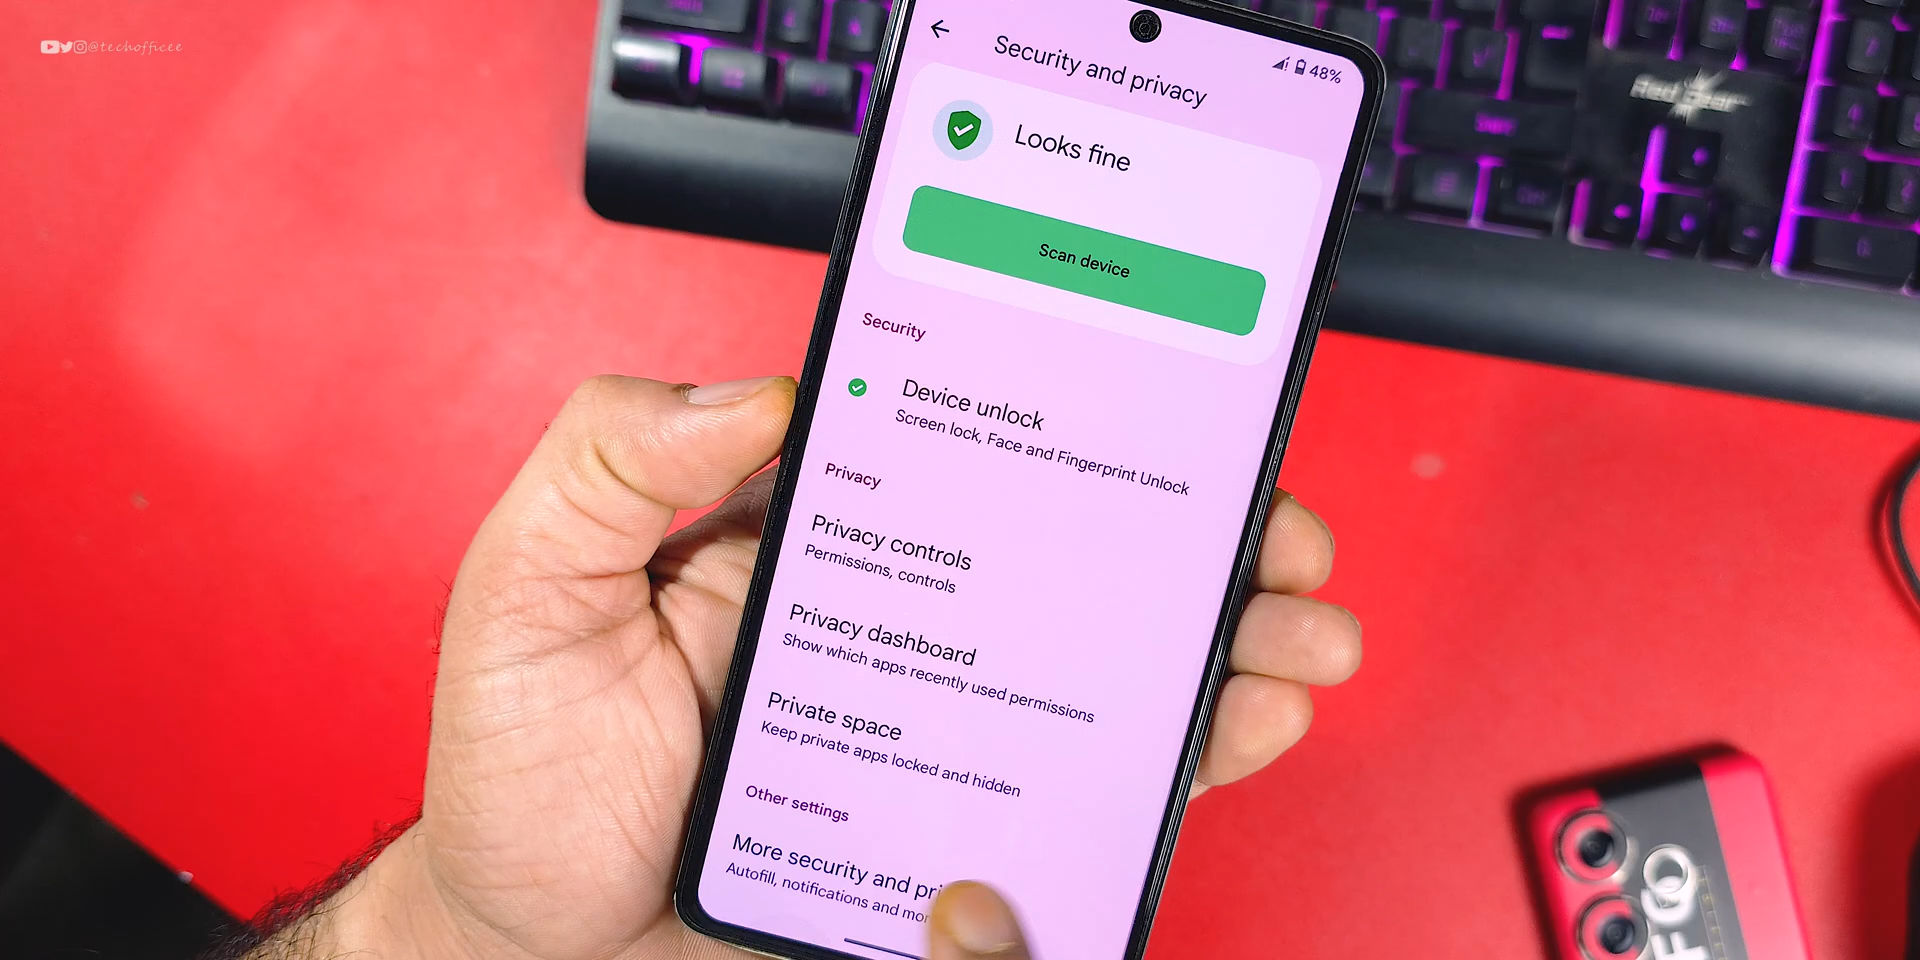 @techofficee
Security and privacy
48%
Looks fine
Scan device
Security
Device unlock
Screen lock, Face and Fingerprint Unlock
Privacy
Privacy controls
Permissions, controls
Privacy dashboard
Show which apps recently used permissions
Private space
Keep private apps locked and hidden
Other settings
More security and pri
Autofill, notifications and mor
Red Gear